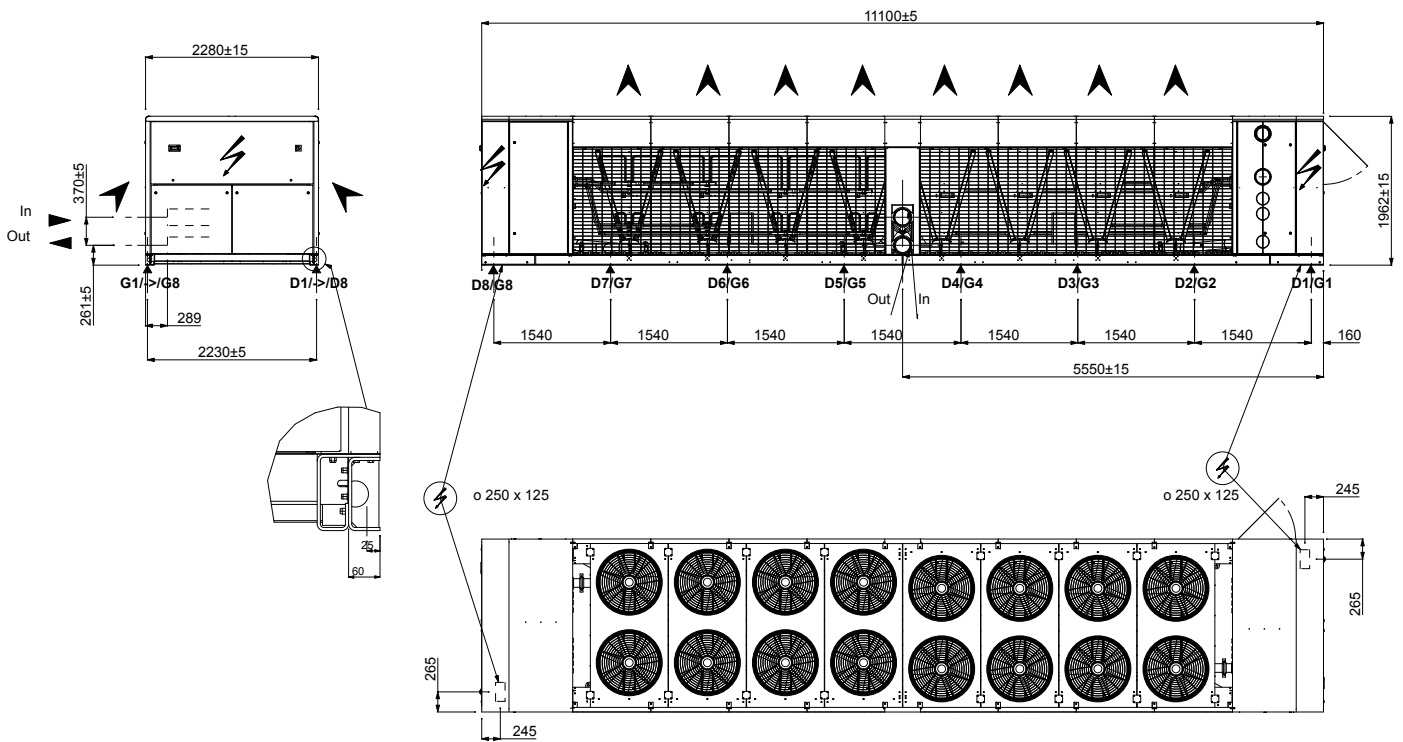 11100±5
2280±15
370±5
In
Out
261±5
G1/->/G8
D1/->/D8
289
2230±5
1962±15
D8/G8
D7/G7
D6/G6
D5/G5
D4/G4
D3/G3
D2/G2
D1/G1
Out
In
1540
1540
1540
1540
1540
1540
1540
160
5550±15
25
60
o 250 x 125
o 250 x 125
245
265
265
245